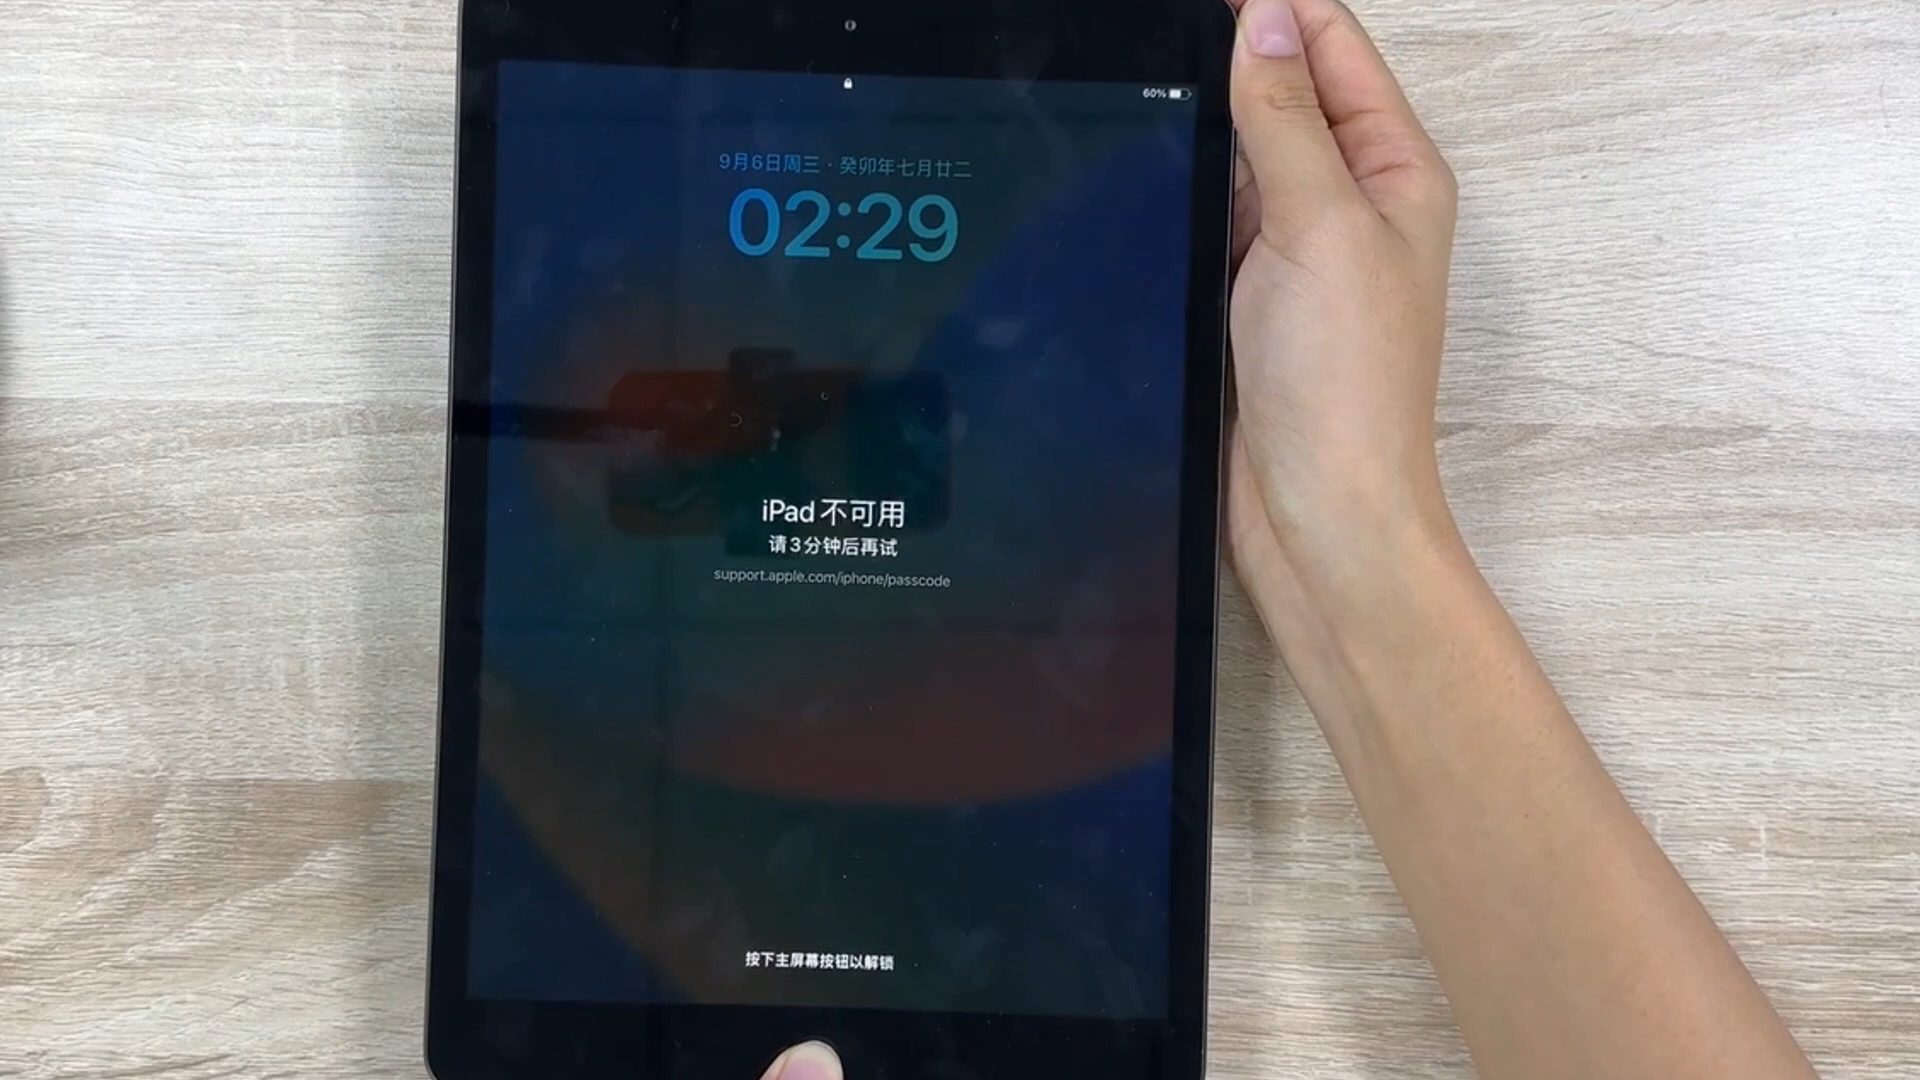 60%
9月6日周三·癸卯年七月廿二
02:29
iPad 不可用
请3分钟后再试
support.apple.com/iphone/passcode
按下主屏幕按钮以解锁